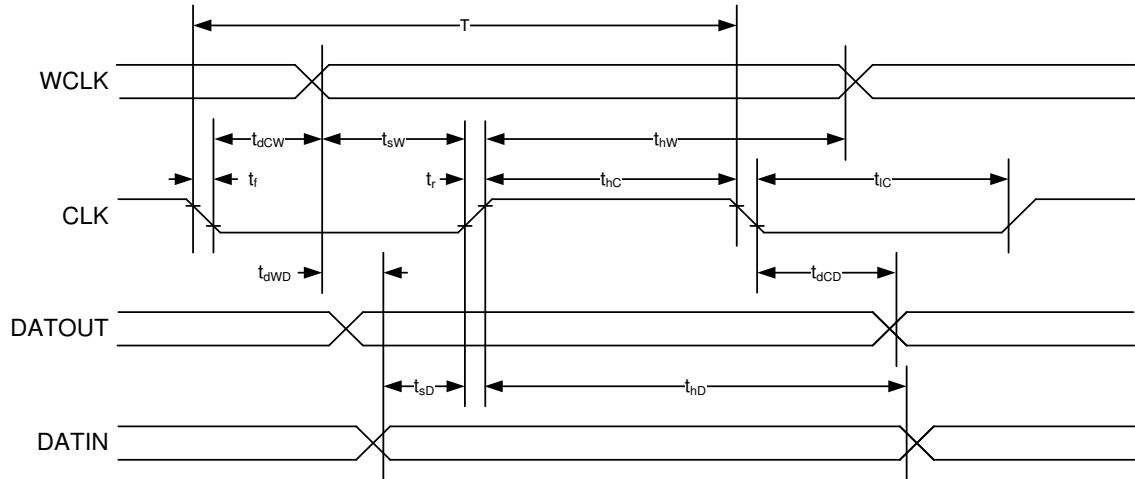 T
WCLK
tdCW
tsW
thW
tf
tr
thC
tlC
CLK
tdWD
tdCD
DATOUT
tsD
thD
DATIN